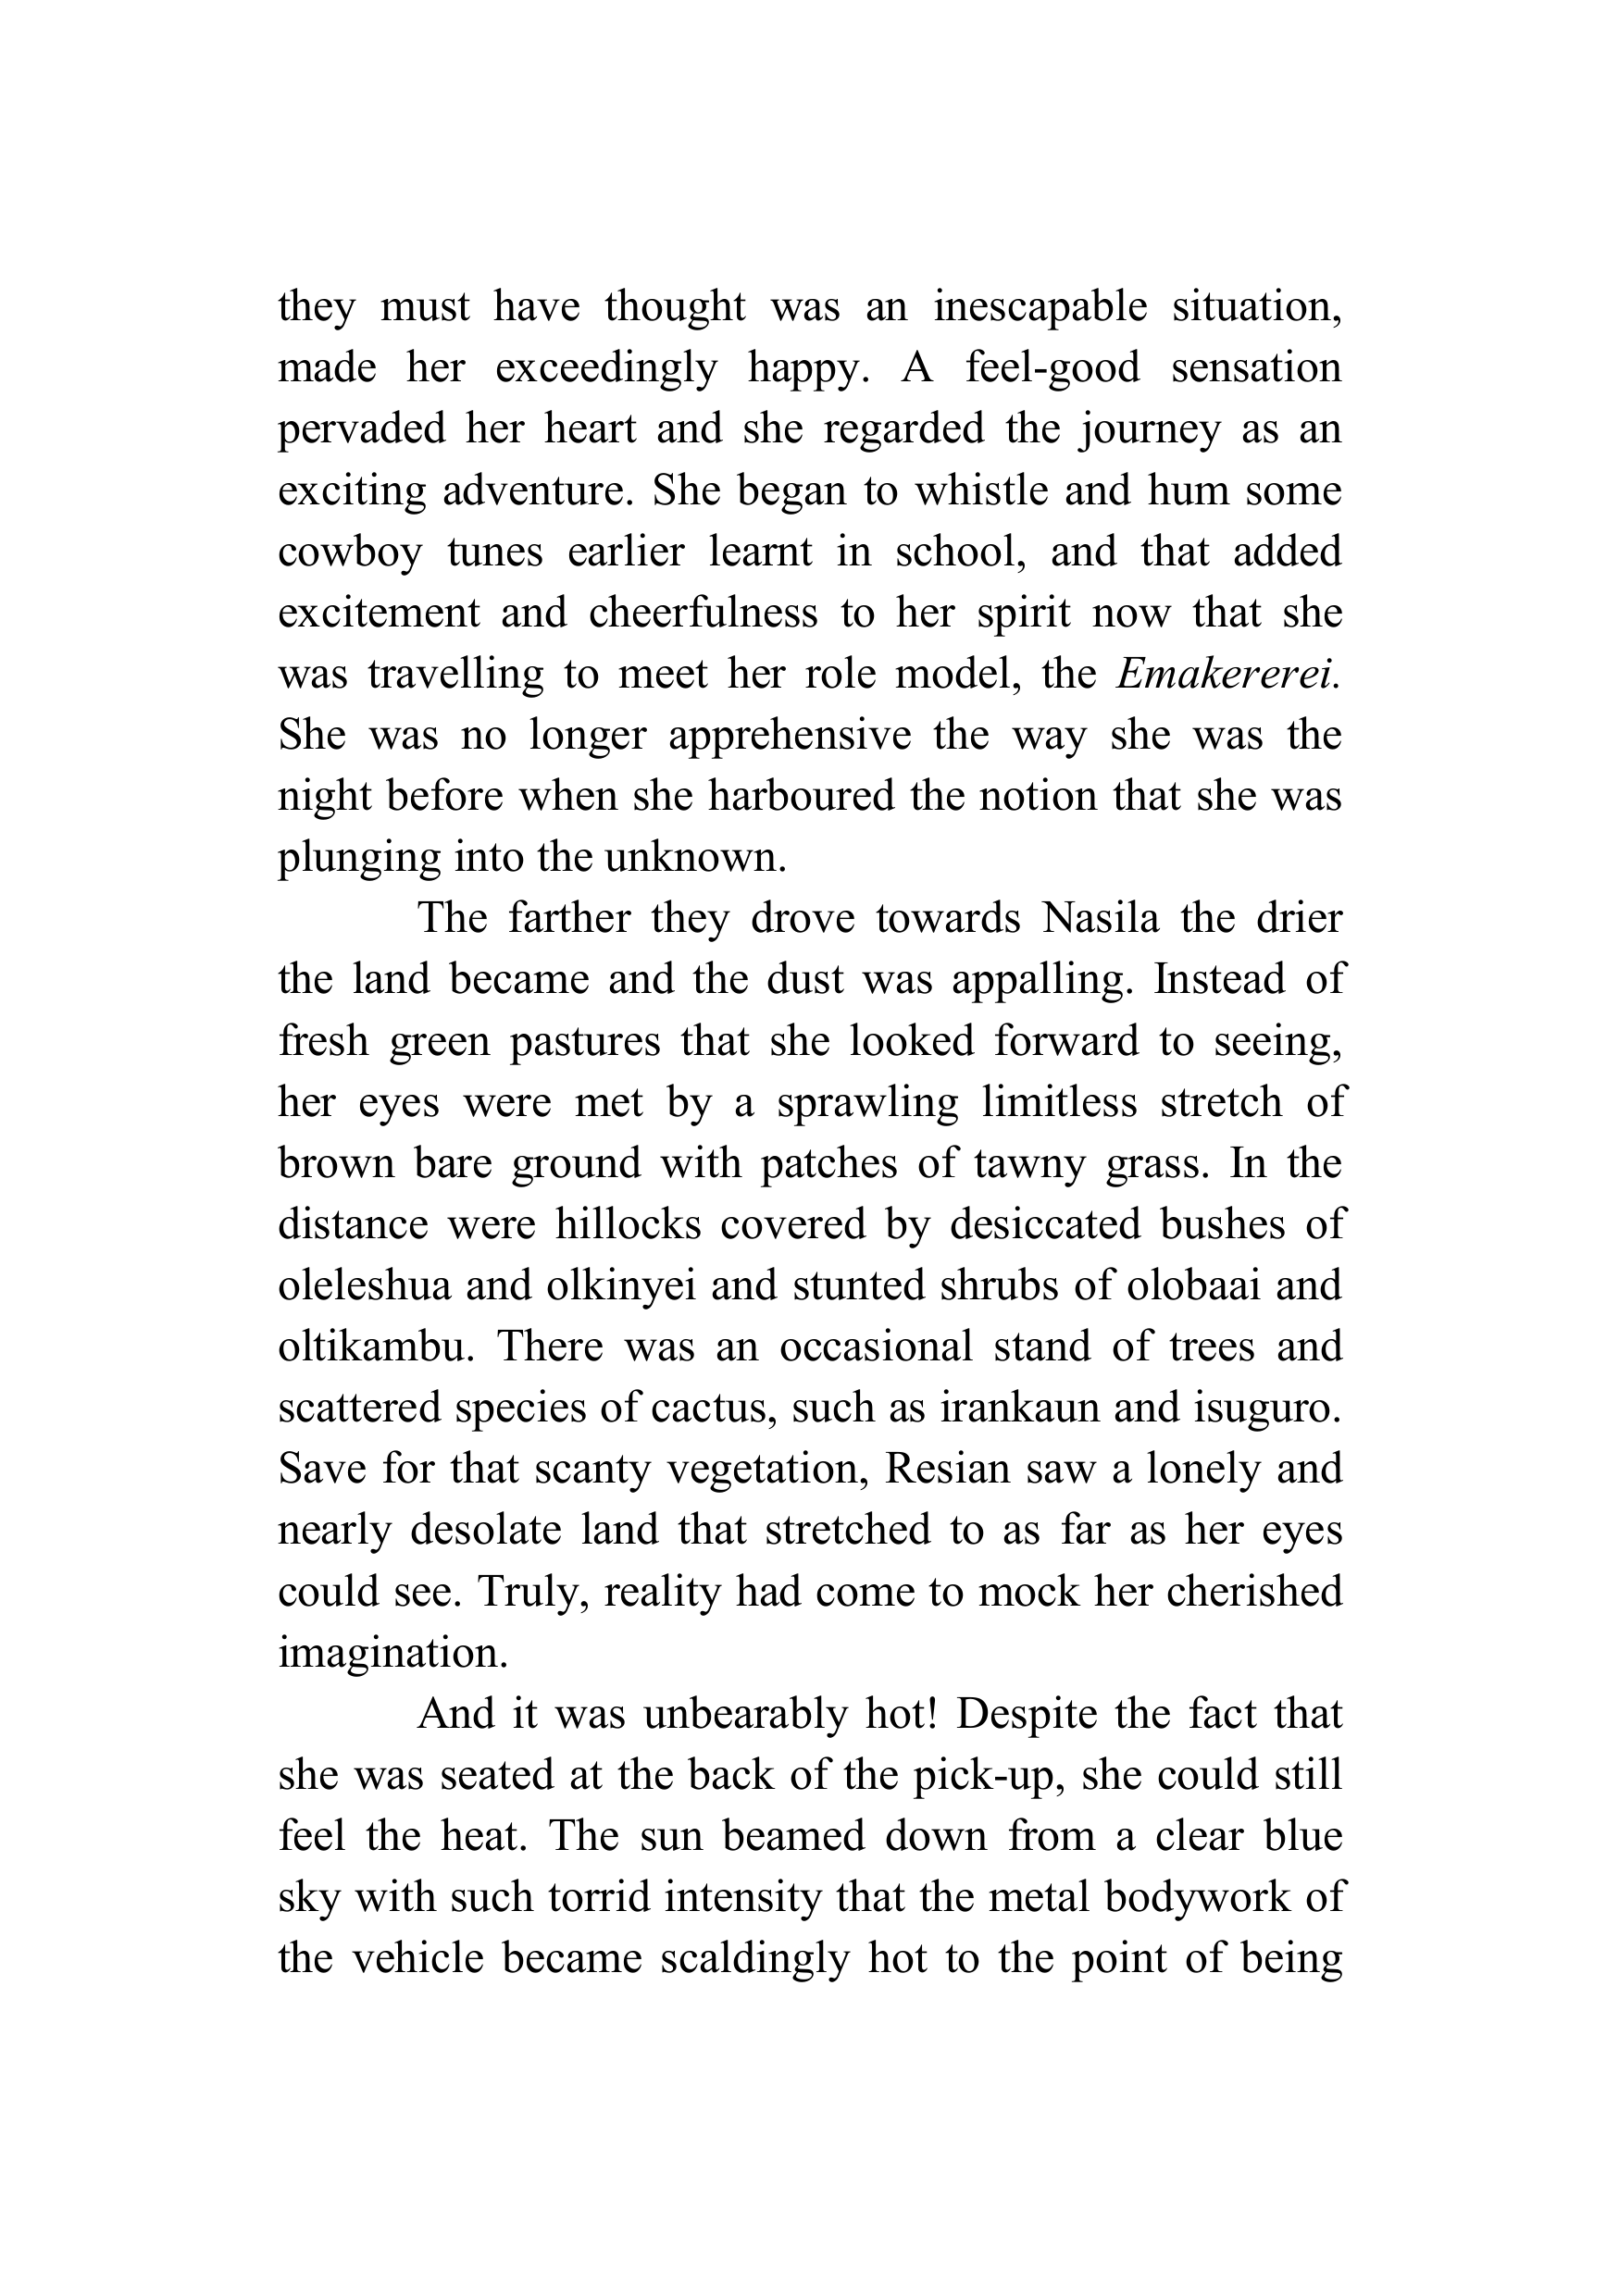 they must have thought was an inescapable situation,
made her exceedingly happy. A feel-good sensation
pervaded her heart and she regarded the journey as an
exciting adventure. She began to whistle and hum some
cowboy tunes earlier learnt in school, and that added
excitement and cheerfulness to her spirit now that she
was travelling to meet her role model, the Emakererei.
She was no longer apprehensive the way she was the
night before when she harboured the notion that she was
plunging into the unknown.
The farther they drove towards Nasila the drier
the land became and the dust was appalling. Instead of
fresh green pastures that she looked forward to seeing,
her eyes were met by a sprawling limitless stretch of
brown bare ground with patches of tawny grass. In the
distance were hillocks covered by desiccated bushes of
oleleshua and olkinyei and stunted shrubs of olobaai and
oltikambu. There was an occasional stand of trees and
scattered species of cactus, such as irankaun and isuguro.
Save for that scanty vegetation, Resian saw a lonely and
nearly desolate land that stretched to as far as her eyes
could see. Truly, reality had come to mock her cherished
imagination.
And it was unbearably hot! Despite the fact that
she was seated at the back of the pick-up, she could still
feel the heat. The sun beamed down from a clear blue
sky with such torrid intensity that the metal bodywork of
the vehicle became scaldingly hot to the point of being